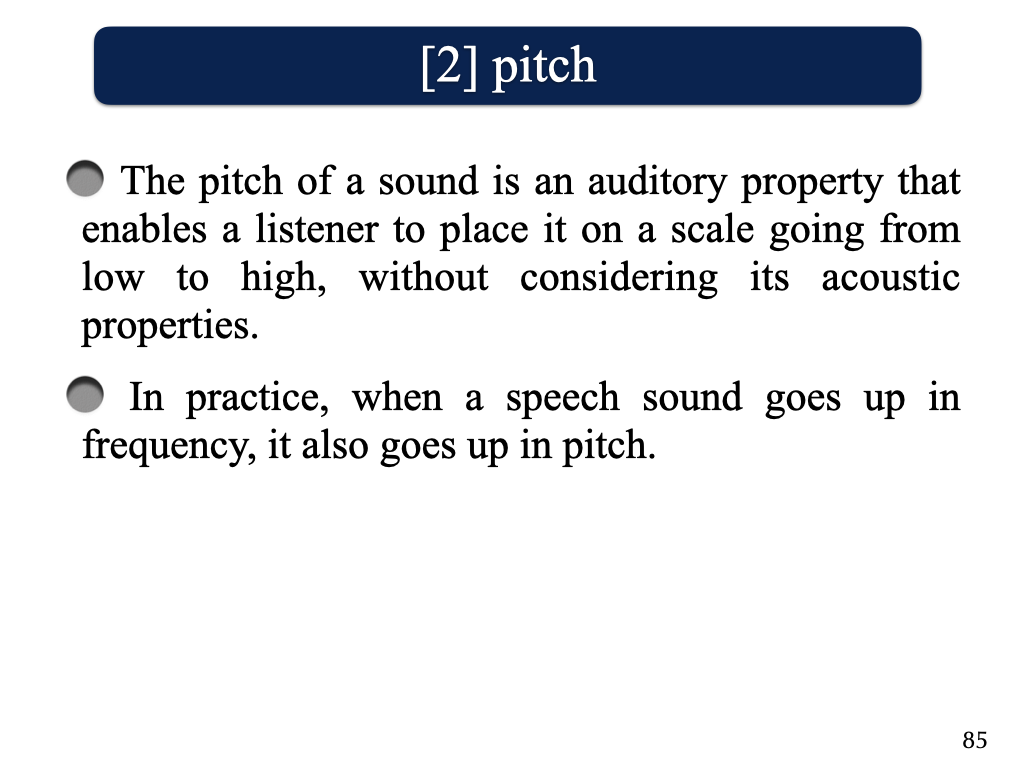 [2] pitch
The pitch of a sound is an auditory property that
enables a listener to place it on a scale going from
low to high, without considering its acoustic
properties.
In practice, when a speech sound goes up in
frequency, it also goes up in pitch.
85